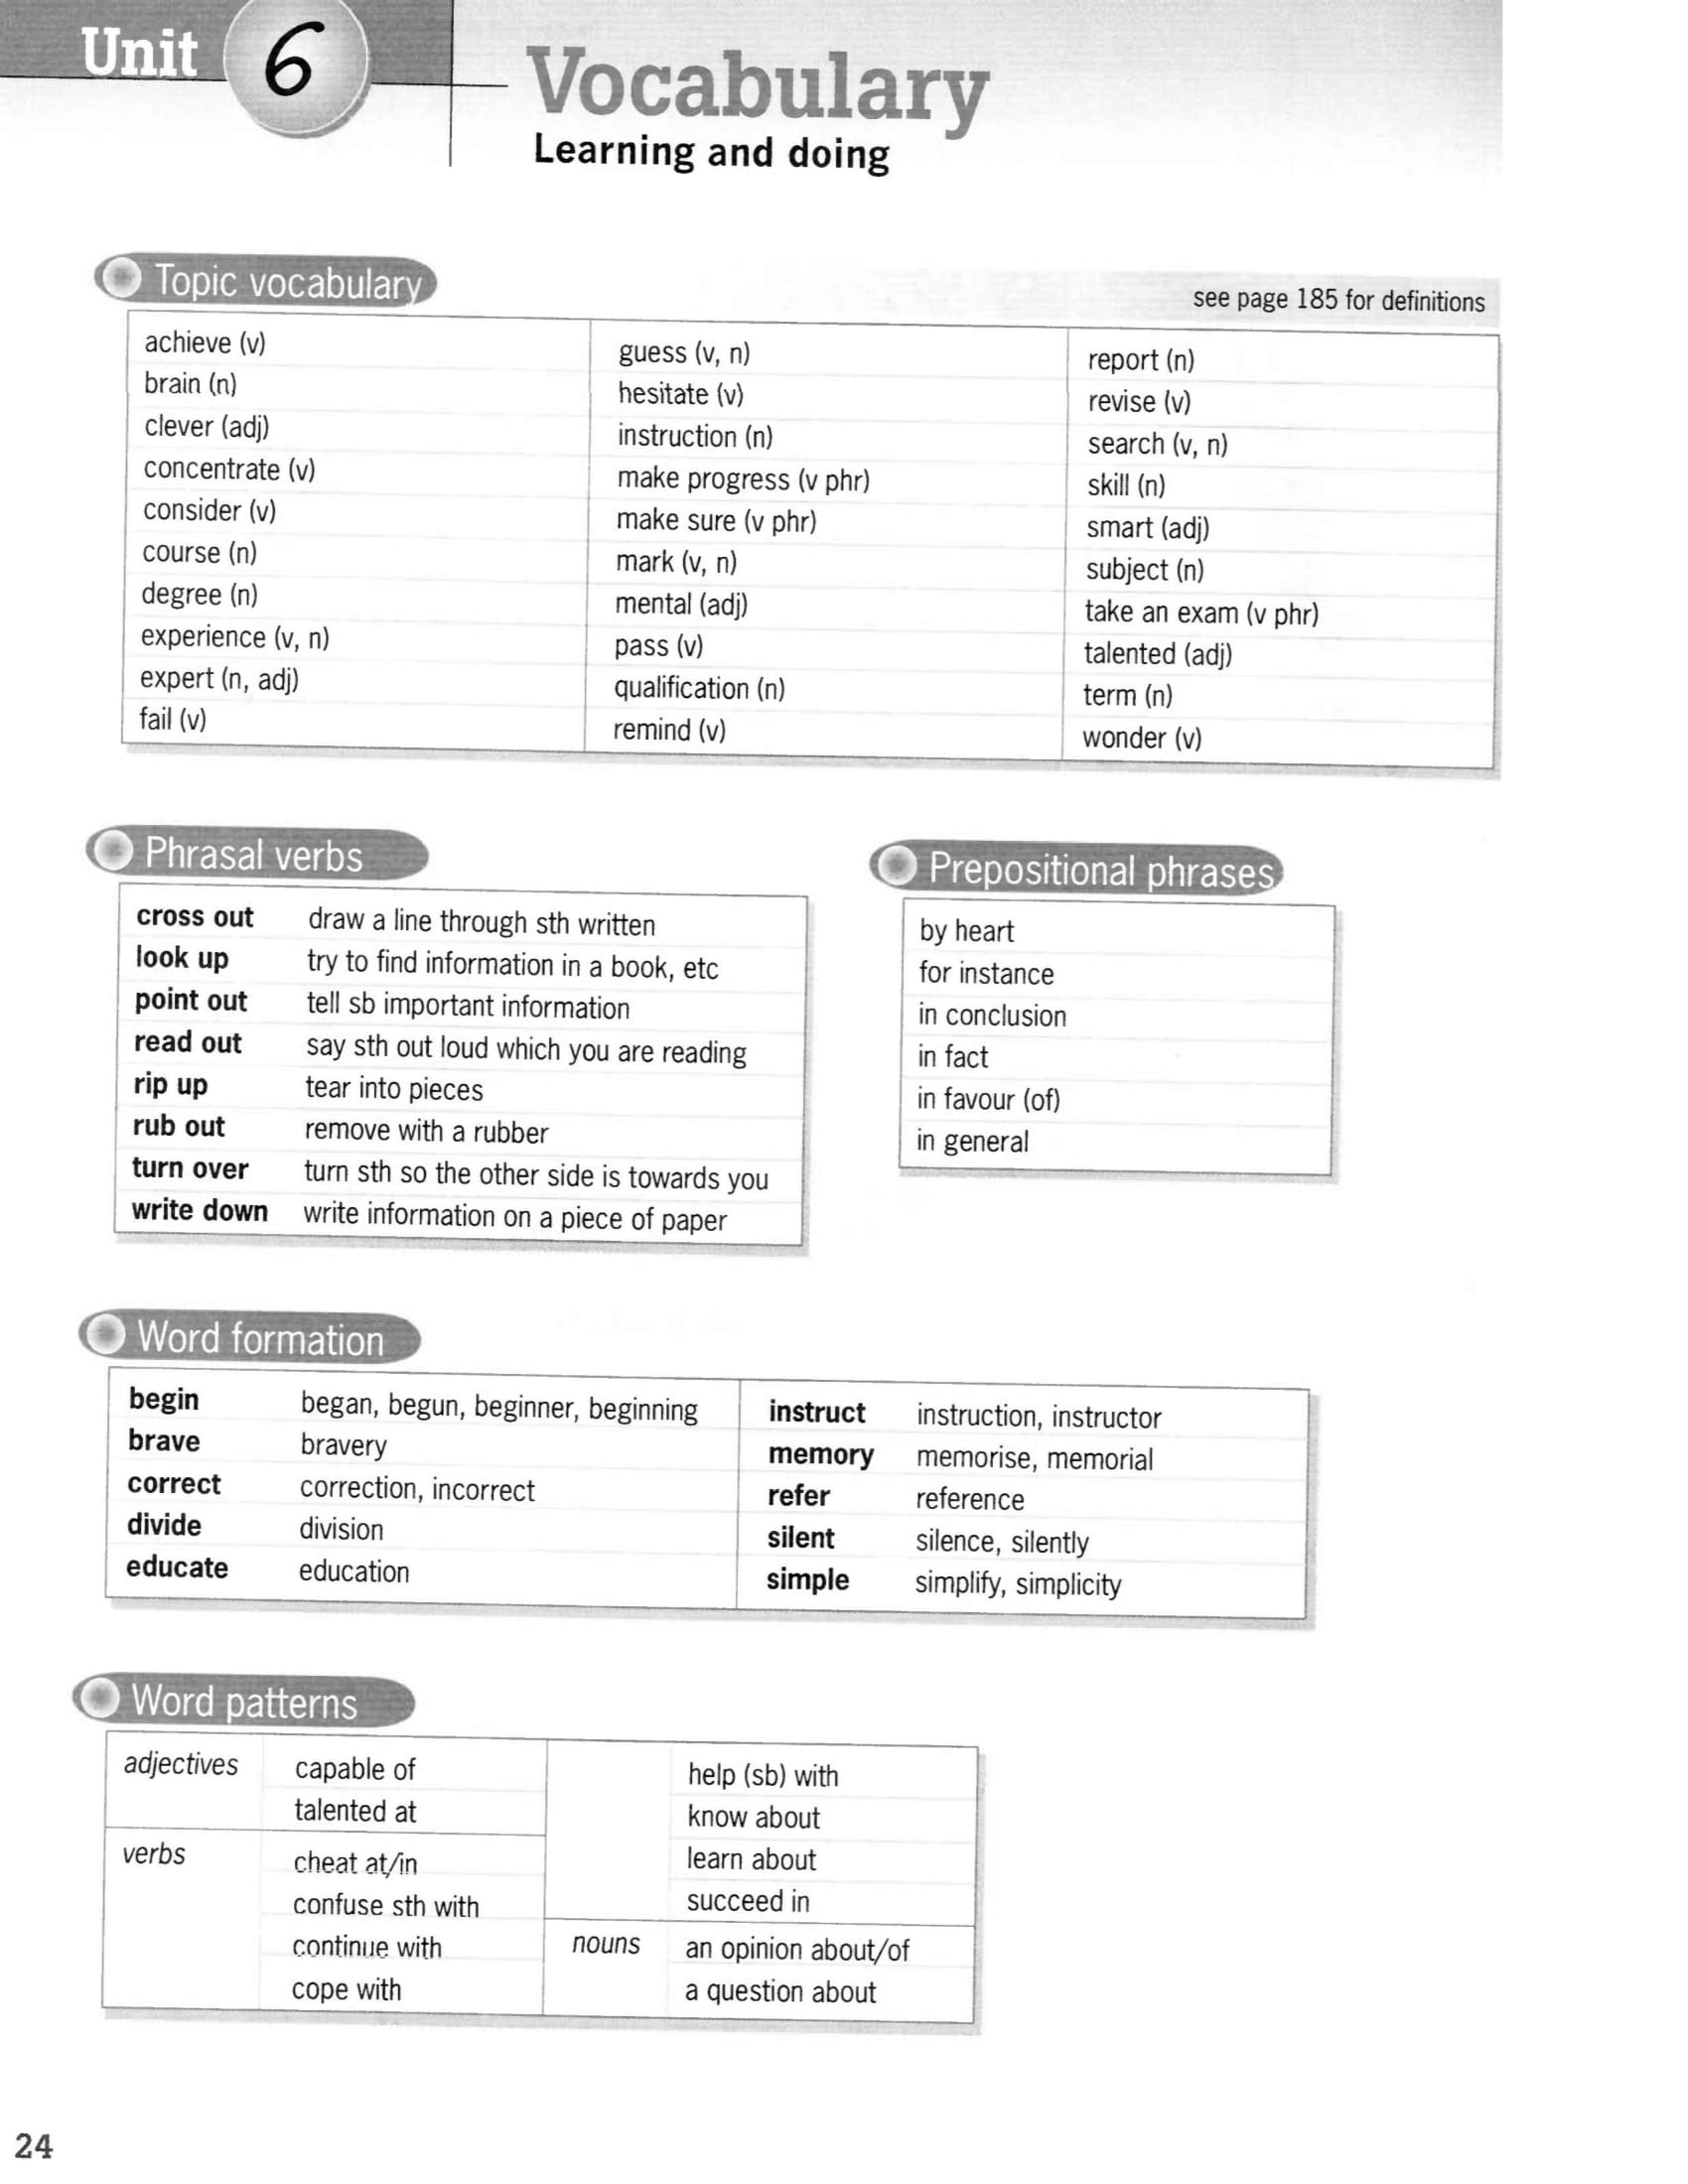 Unit 6
Vocabulary
Learning and doing
Topic vocabulary
see page 185 for definitions
achieve (v)
brain (n)
clever (adj)
concentrate (v)
consider (v)
course (n)
degree (n)
experience (v, n)
expert (n, adj)
fail (v)
guess (v, n)
hesitate (v)
instruction (n)
make progress (v phr)
make sure (v phr)
mark (v, n)
mental (adj)
pass (v)
qualification (n)
remind (v)
report (n)
revise (v)
search (v, n)
skill (n)
smart (adj)
subject (n)
take an exam (v phr)
talented (adj)
term (n)
wonder (v)
Phrasal verbs
cross out draw a line through sth written
look up try to find information in a book, etc
point out tell sb important information
read out say sth out loud which you are reading
rip up tear into pieces
rub out remove with a rubber
turn over turn sth so the other side is towards you
write down write information on a piece of paper
Prepositional phrases
by heart
for instance
in conclusion
in fact
in favour (of)
in general
Word formation
begin began, begun, beginner, beginning
brave bravery
correct correction, incorrect
divide division
educate education
instruct instruction, instructor
memory memorise, memorial
refer reference
silent silence, silently
simple simplify, simplicity
Word patterns
adjectives capable of
talented at
verbs cheat at/in
confuse sth with
continue with
cope with
help (sb) with
know about
learn about
succeed in
nouns an opinion about/of
a question about
24